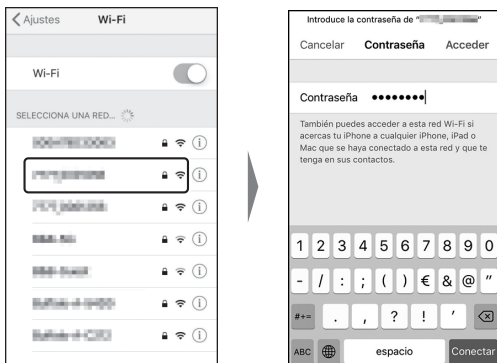 Ajustes Wi-Fi
Wi-Fi
SELECCIONA UNA RED...
Introduce la contraseña de “ ”
Cancelar Contraseña Acceder
Contraseña ••••••••
También puedes acceder a esta red Wi-Fi si
acercas tu iPhone a cualquier iPhone, iPad o
Mac que se haya conectado a esta red y que te
tenga en sus contactos.
1 2 3 4 5 6 7 8 9 0
- / : ; ( ) € & @ "
#+= . , ? ! '
ABC espacio Conectar